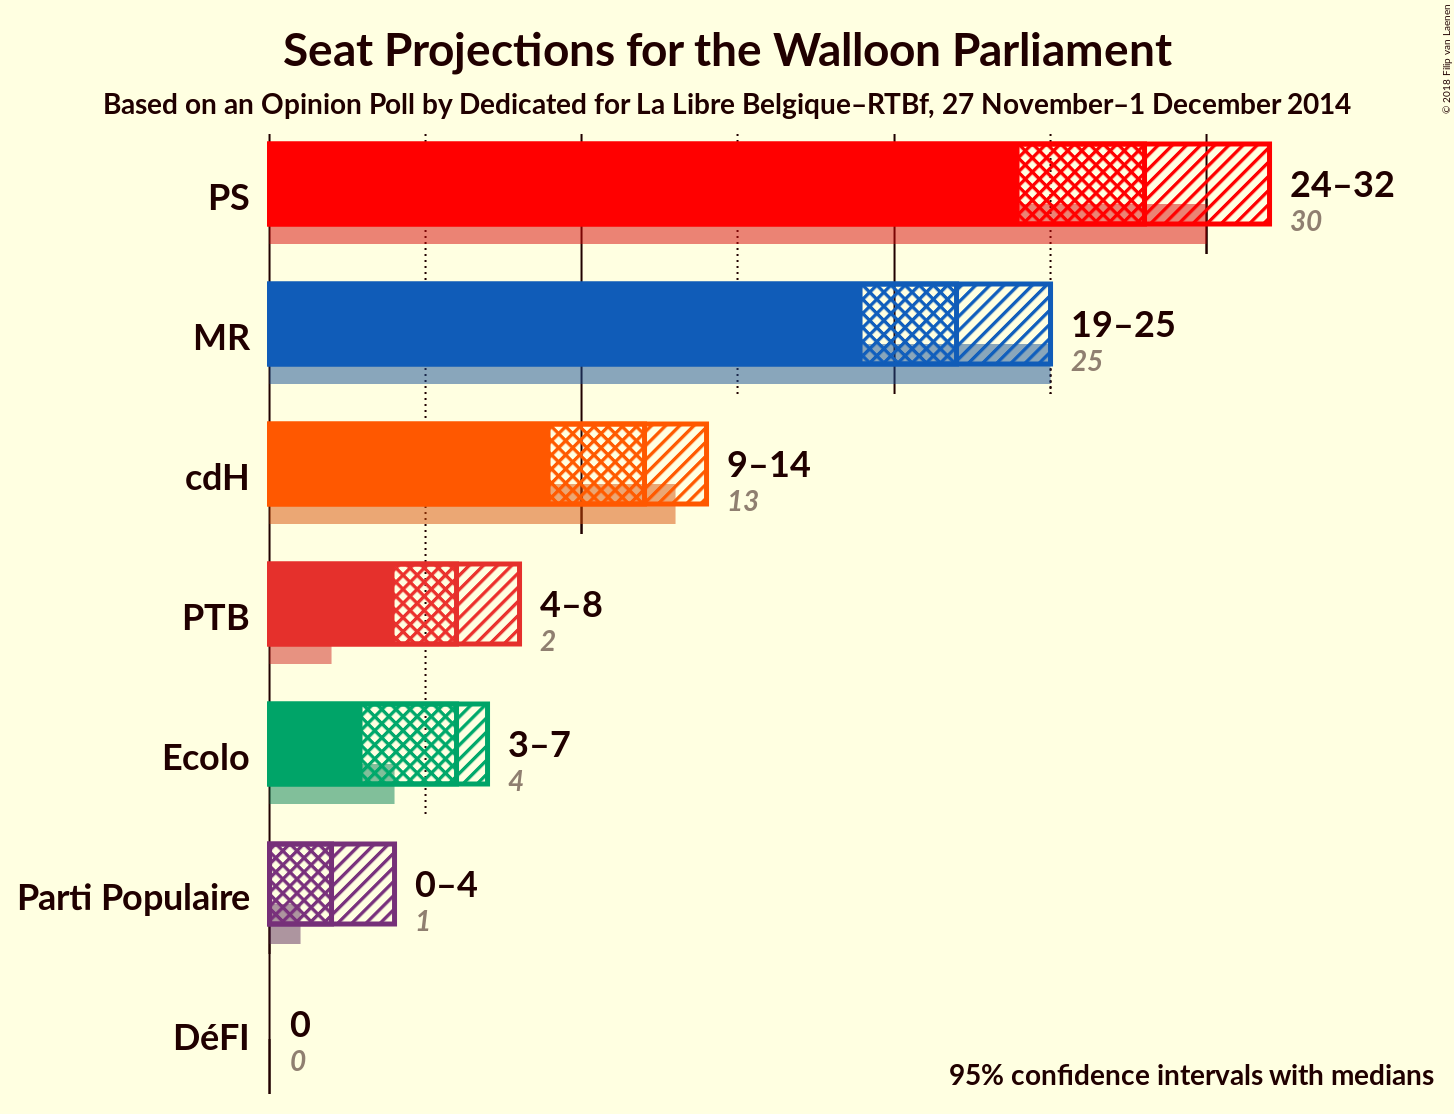 Seat Projections for the Walloon Parliament
Based on an Opinion Poll by Dedicated for La Libre Belgique–RTBf, 27 November–1 December 2014
© 2018 Filip van Laenen
PS
24–32
30
MR
19–25
25
cdH
9–14
13
PTB
4–8
2
Ecolo
3–7
4
Parti Populaire
0–4
1
DéFI
0
0
95% confidence intervals with medians